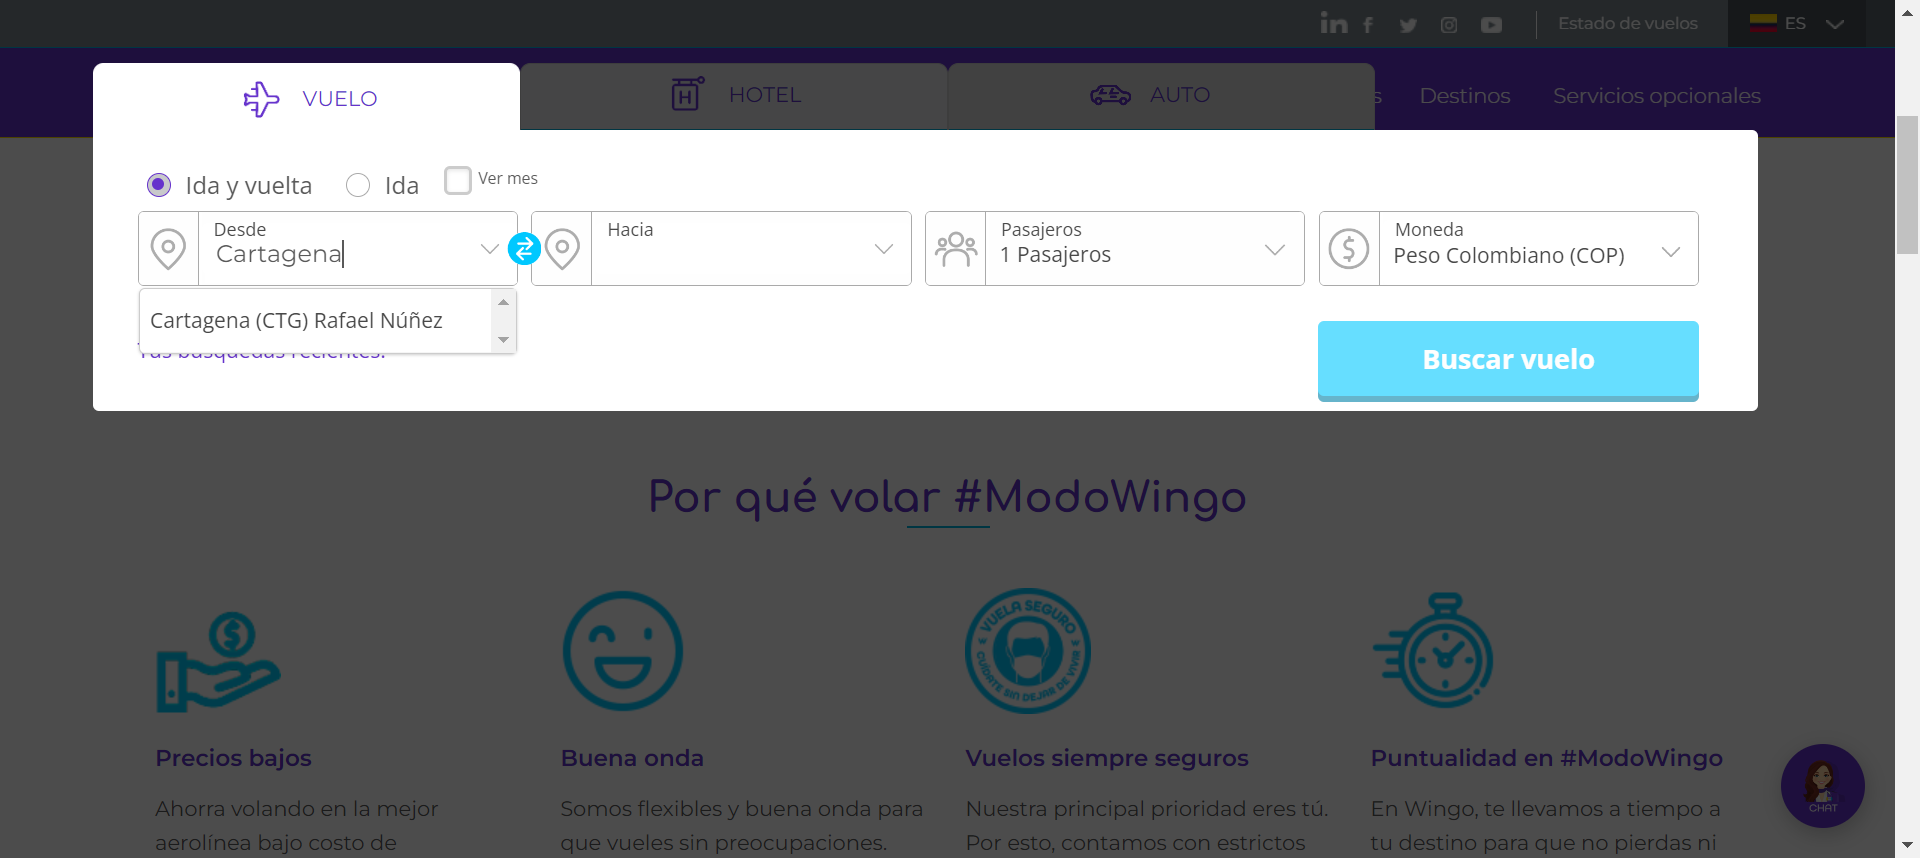 Estado de vuelos
ES
VUELO
HOTEL
AUTO
s
Destinos
Servicios opcionales
Ida y vuelta
Ida
Ver mes
Desde
Cartagena
Hacia
Pasajeros
1 Pasajeros
Moneda
Peso Colombiano (COP)
Cartagena (CTG) Rafael Núñez
Tus búsquedas recientes:
Buscar vuelo
Por qué volar #ModoWingo
VUELA SEGURO
CUÍDATE SIN DEJAR DE VIVIR
Precios bajos
Buena onda
Vuelos siempre seguros
Puntualidad en #ModoWingo
Ahorra volando en la mejor
aerolínea bajo costo de
Somos flexibles y buena onda para
que vueles sin preocupaciones.
Nuestra principal prioridad eres tú.
Por esto, contamos con estrictos
En Wingo, te llevamos a tiempo a
tu destino para que no pierdas ni
CHAT